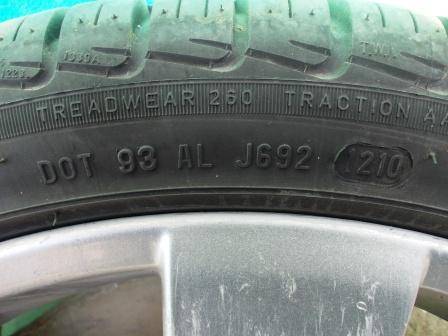 TREADWEAR 260 TRACTION AA
DOT 93 AL J692 1210